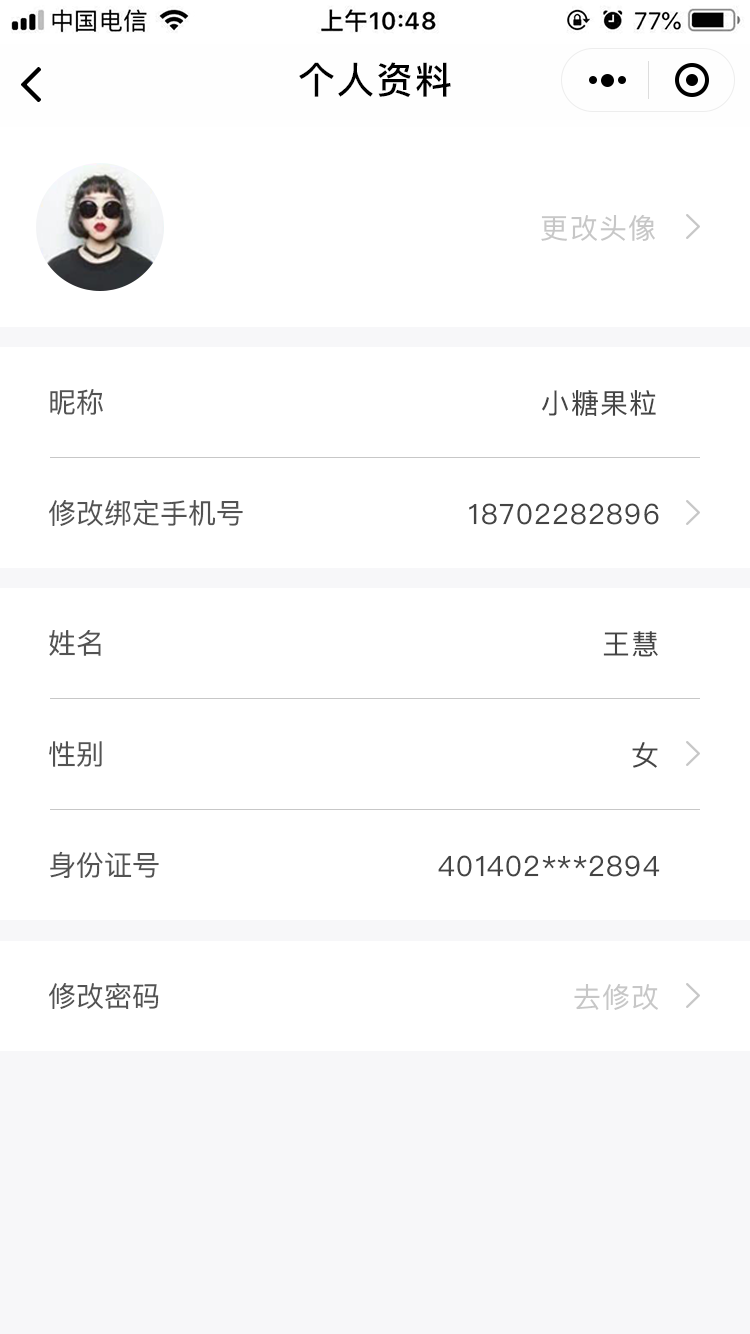 中国电信 上午10:48 77%
个人资料
更改头像
昵称 小糖果粒
修改绑定手机号 18702282896
姓名 王慧
性别 女
身份证号 401402***2894
修改密码 去修改